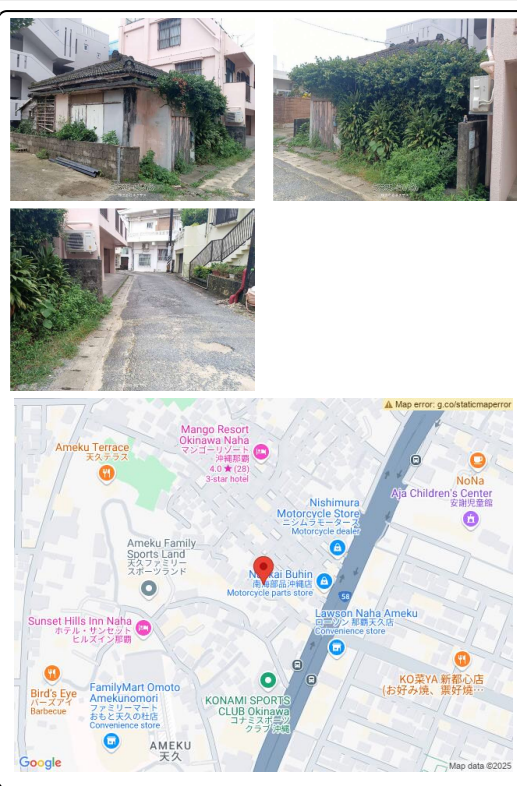 Map error: g.co/staticmaperror
Mango Resort
Okinawa Naha
マンゴーリゾート
沖縄那覇
4.0★(28)
3-star hotel
Ameku Terrace
天久テラス
NoNa
Aja Children's Center
安謝児童館
Nishimura
Motorcycle Store
ニシムラモータース
Motorcycle dealer
Ameku Family
Sports Land
天久ファミリー
スポーツランド
Buhin
南海部品沖縄店
Motorcycle parts store
58
Lawson Naha Ameku
ローソン 那覇天久店
Convenience store
Sunset Hills Inn Naha
ホテル・サンセット
ヒルズイン那覇
KO菜YA 新都心店
(お好み焼、
Bird's Eye
バーズアイ
Barbecue
FamilyMart Omoto
Amekunomori
ファミリーマート
おもと天久の杜店
Convenience store
KONAMI SPORTS
CLUB Okinawa
コナミスポーツ
クラブ 沖縄
AMEKU
天久
Google
Map data ©2025